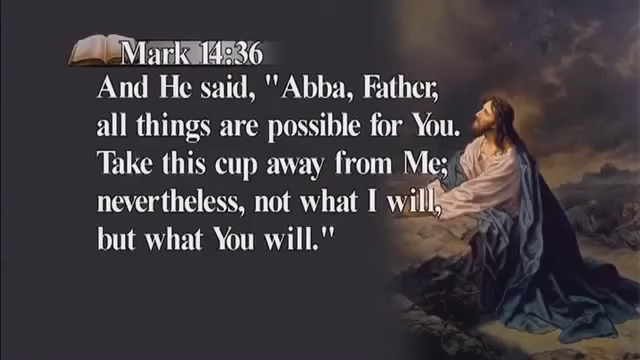 Mark 14:36
And He said, "Abba, Father,
all things are possible for You.
Take this cup away from Me;
nevertheless, not what I will,
but what You will."